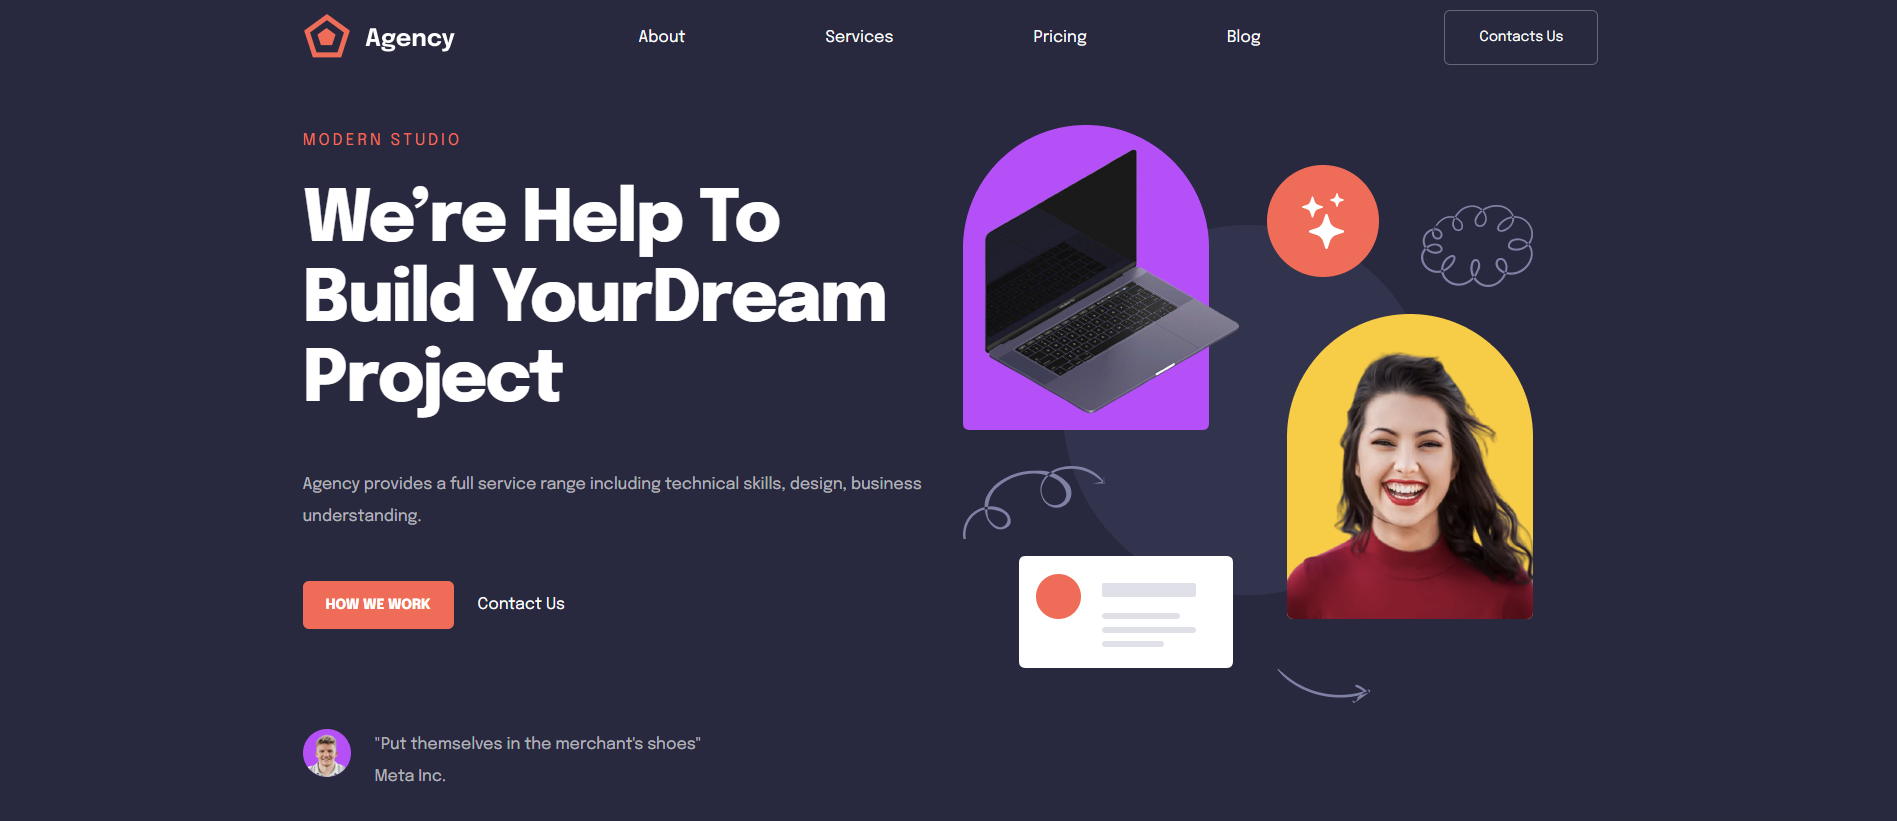 Agency
About
Services
Pricing
Blog
Contacts Us
MODERN STUDIO
We’re Help To
Build YourDream
Project
Agency provides a full service range including technical skills, design, business
understanding.
HOW WE WORK
Contact Us
"Put themselves in the merchant's shoes"
Meta Inc.